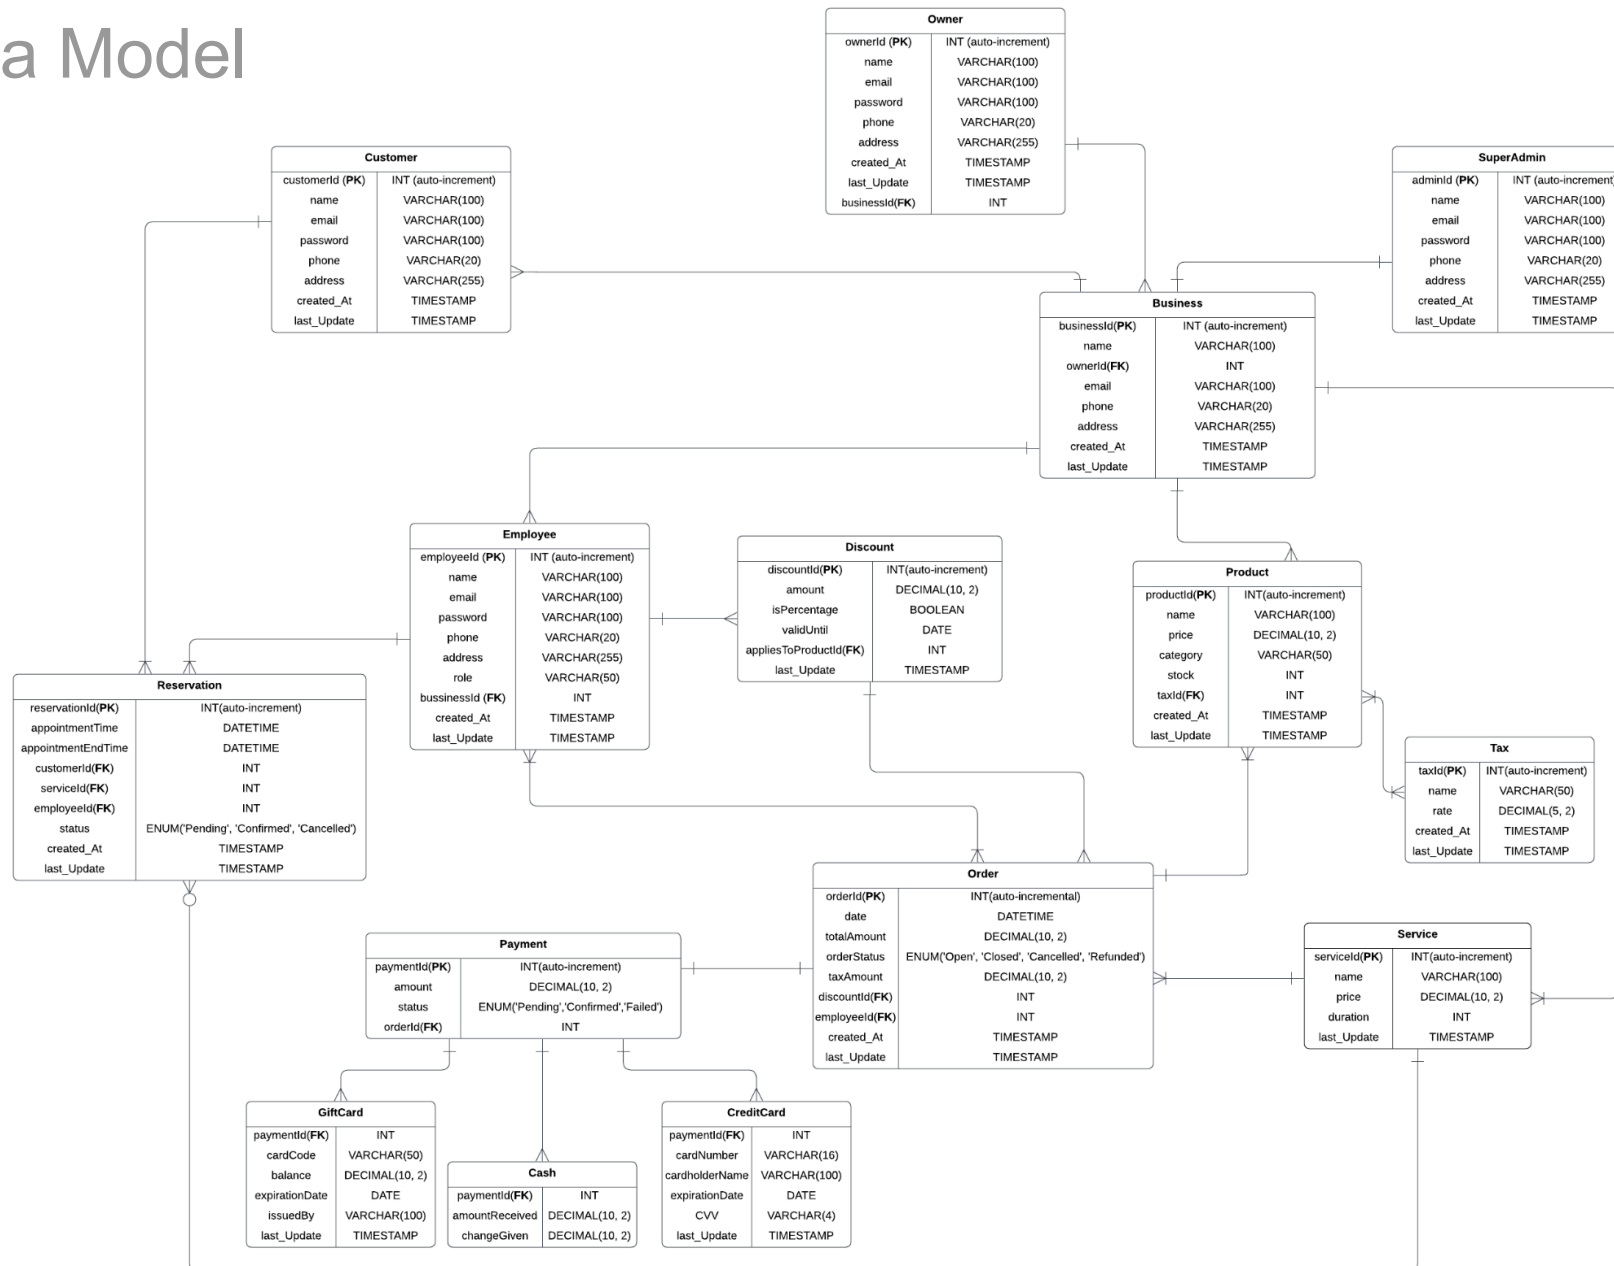 a Model
Owner
ownerId (PK) INT (auto-increment)
name VARCHAR(100)
email VARCHAR(100)
password VARCHAR(100)
phone VARCHAR(20)
address VARCHAR(255)
created_At TIMESTAMP
last_Update TIMESTAMP
businessId(FK) INT
Customer
customerId (PK) INT (auto-increment)
name VARCHAR(100)
email VARCHAR(100)
password VARCHAR(100)
phone VARCHAR(20)
address VARCHAR(255)
created_At TIMESTAMP
last_Update TIMESTAMP
SuperAdmin
adminId (PK) INT (auto-increment)
name VARCHAR(100)
email VARCHAR(100)
password VARCHAR(100)
phone VARCHAR(20)
address VARCHAR(255)
created_At TIMESTAMP
last_Update TIMESTAMP
Business
businessId(PK) INT (auto-increment)
name VARCHAR(100)
ownerId(FK) INT
email VARCHAR(100)
phone VARCHAR(20)
address VARCHAR(255)
created_At TIMESTAMP
last_Update TIMESTAMP
Employee
employeeId (PK) INT (auto-increment)
name VARCHAR(100)
email VARCHAR(100)
password VARCHAR(100)
phone VARCHAR(20)
address VARCHAR(255)
role VARCHAR(50)
bussinessId (FK) INT
created_At TIMESTAMP
last_Update TIMESTAMP
Discount
discountId(PK) INT(auto-increment)
amount DECIMAL(10, 2)
isPercentage BOOLEAN
validUntil DATE
appliesToProductId(FK) INT
last_Update TIMESTAMP
Product
productId(PK) INT(auto-increment)
name VARCHAR(100)
price DECIMAL(10, 2)
category VARCHAR(50)
stock INT
taxId(FK) INT
created_At TIMESTAMP
last_Update TIMESTAMP
Reservation
reservationId(PK) INT(auto-increment)
appointmentTime DATETIME
appointmentEndTime DATETIME
customerId(FK) INT
serviceId(FK) INT
employeeId(FK) INT
status ENUM('Pending', 'Confirmed', 'Cancelled')
created_At TIMESTAMP
last_Update TIMESTAMP
Tax
taxId(PK) INT(auto-increment)
name VARCHAR(50)
rate DECIMAL(5, 2)
created_At TIMESTAMP
last_Update TIMESTAMP
Order
orderId(PK) INT(auto-incremental)
date DATETIME
totalAmount DECIMAL(10, 2)
orderStatus ENUM('Open', 'Closed', 'Cancelled', 'Refunded')
taxAmount DECIMAL(10, 2)
discountId(FK) INT
employeeId(FK) INT
created_At TIMESTAMP
last_Update TIMESTAMP
Payment
paymentId(PK) INT(auto-increment)
amount DECIMAL(10, 2)
status ENUM('Pending','Confirmed','Failed')
orderId(FK) INT
Service
serviceId(PK) INT(auto-increment)
name VARCHAR(100)
price DECIMAL(10, 2)
duration INT
last_Update TIMESTAMP
GiftCard
paymentId(FK) INT
cardCode VARCHAR(50)
balance DECIMAL(10, 2)
expirationDate DATE
issuedBy VARCHAR(100)
last_Update TIMESTAMP
Cash
paymentId(FK) INT
amountReceived DECIMAL(10, 2)
changeGiven DECIMAL(10, 2)
CreditCard
paymentId(FK) INT
cardNumber VARCHAR(16)
cardholderName VARCHAR(100)
expirationDate DATE
CVV VARCHAR(4)
last_Update TIMESTAMP